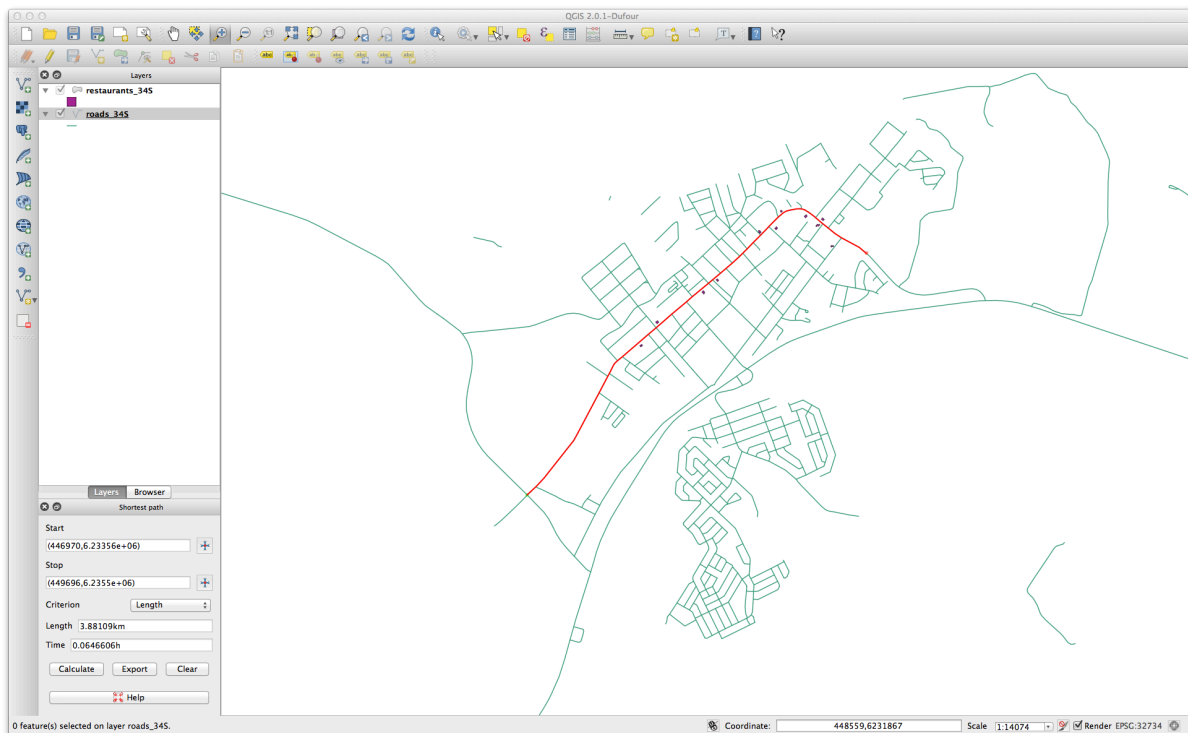 QGIS 2.0.1-Dufour
Layers
restaurants_34S
roads_34S
Layers
Browser
Shortest path
Start
(446970,6.23356e+06)
Stop
(449696,6.2355e+06)
Criterion
Length
Length
3.88109km
Time
0.0646606h
Calculate
Export
Clear
Help
0 feature(s) selected on layer roads_34S.
Coordinate:
448559,6231867
Scale
1:14074
Render
EPSG:32734